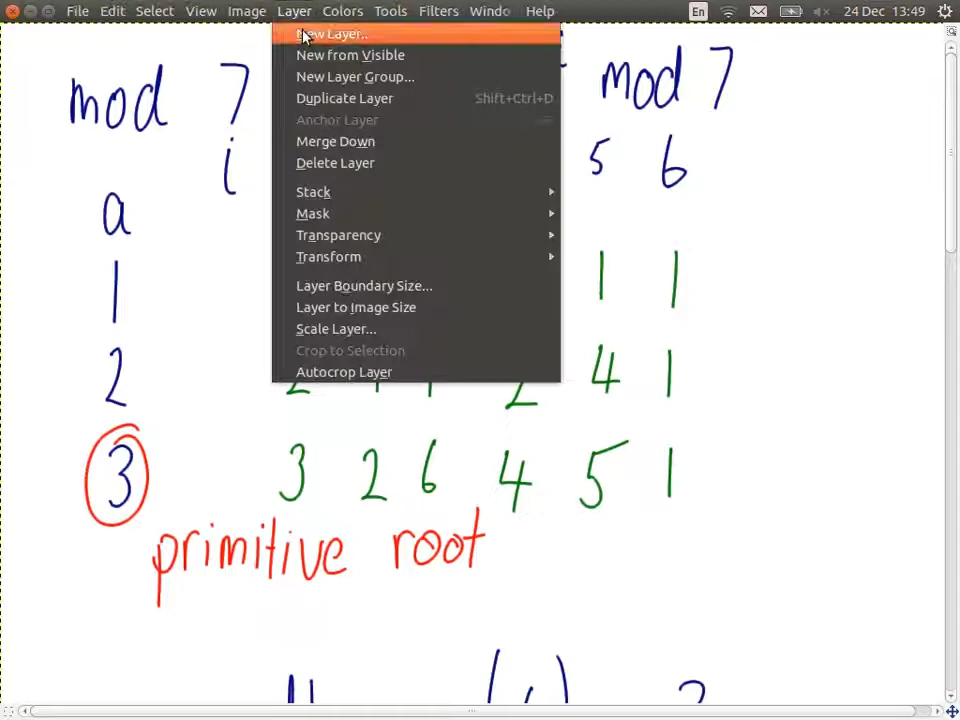 File Edit Select View Image Layer Colors Tools Filters Windo Help En 24 Dec 13:49
New Layer..
New from Visible
New Layer Group...
Duplicate Layer Shift+Ctrl+D
Anchor Layer
Merge Down
Delete Layer
Stack
Mask
Transparency
Transform
Layer Boundary Size...
Layer to Image Size
Scale Layer...
Crop to Selection
Autocrop Layer
mod 7 mod 7
i 5 6
a
1 1 1
2 2 4 1
3 3 2 6 4 5 1
primitive root